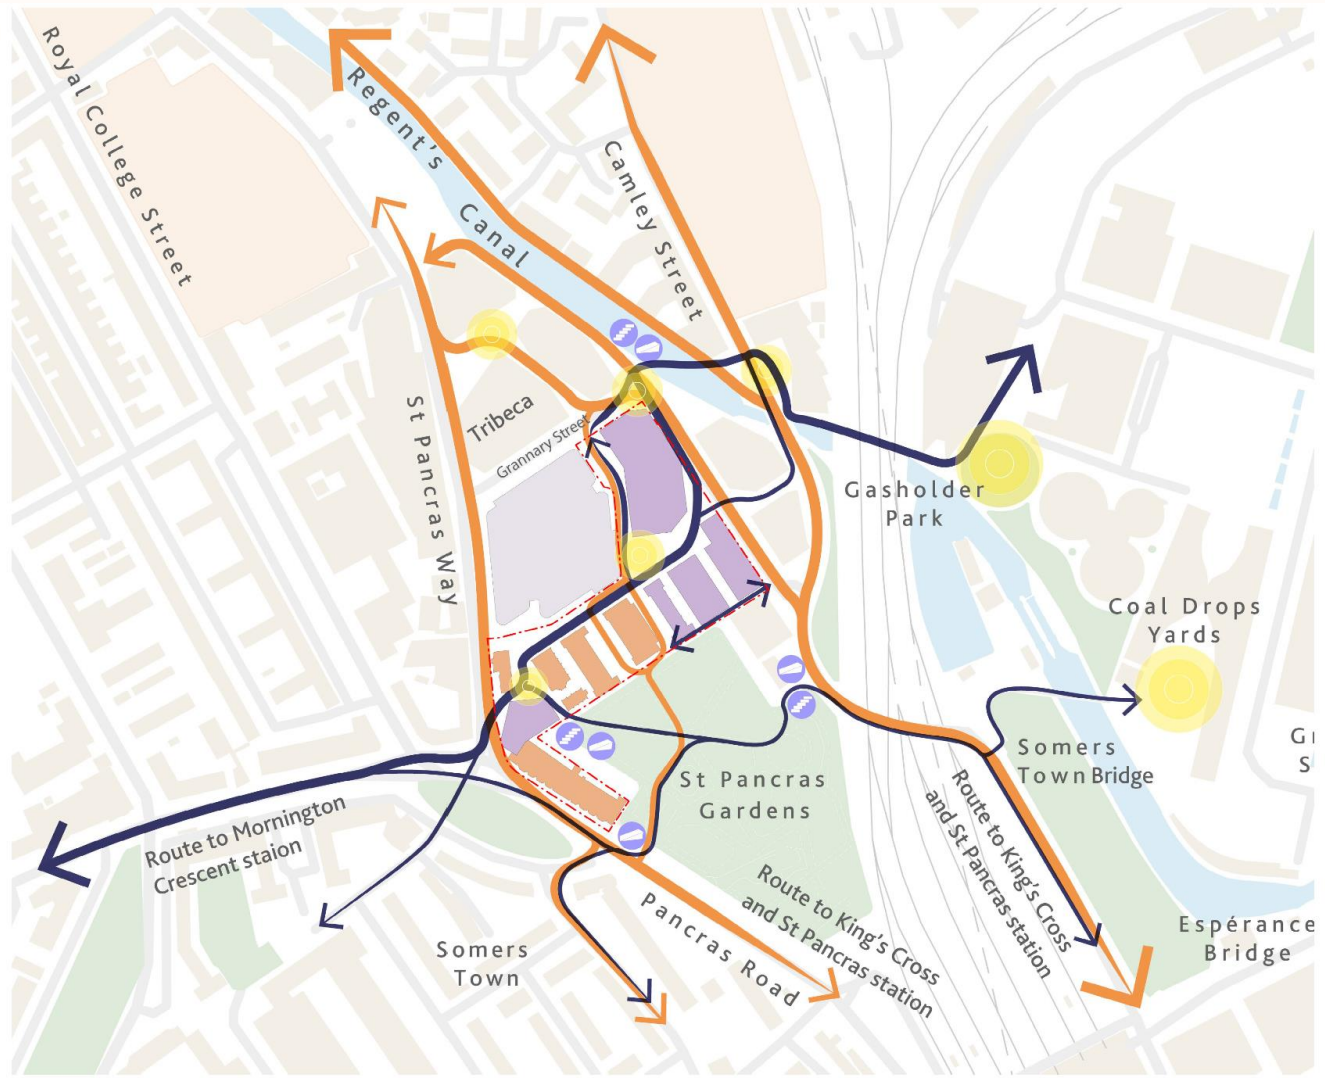 Royal College Street
Regent's
Canal
Camley Street
St Pancras Way
Tribeca
Grannary Street
Gasholder
Park
Coal Drops
Yards
Somers
Town Bridge
St Pancras
Gardens
Route to Mornington
Crescent staion
Route to King's Cross
and St Pancras station
Route to King's Cross
and St Pancras station
Pancras Road
Somers
Town
Espérance
Bridge